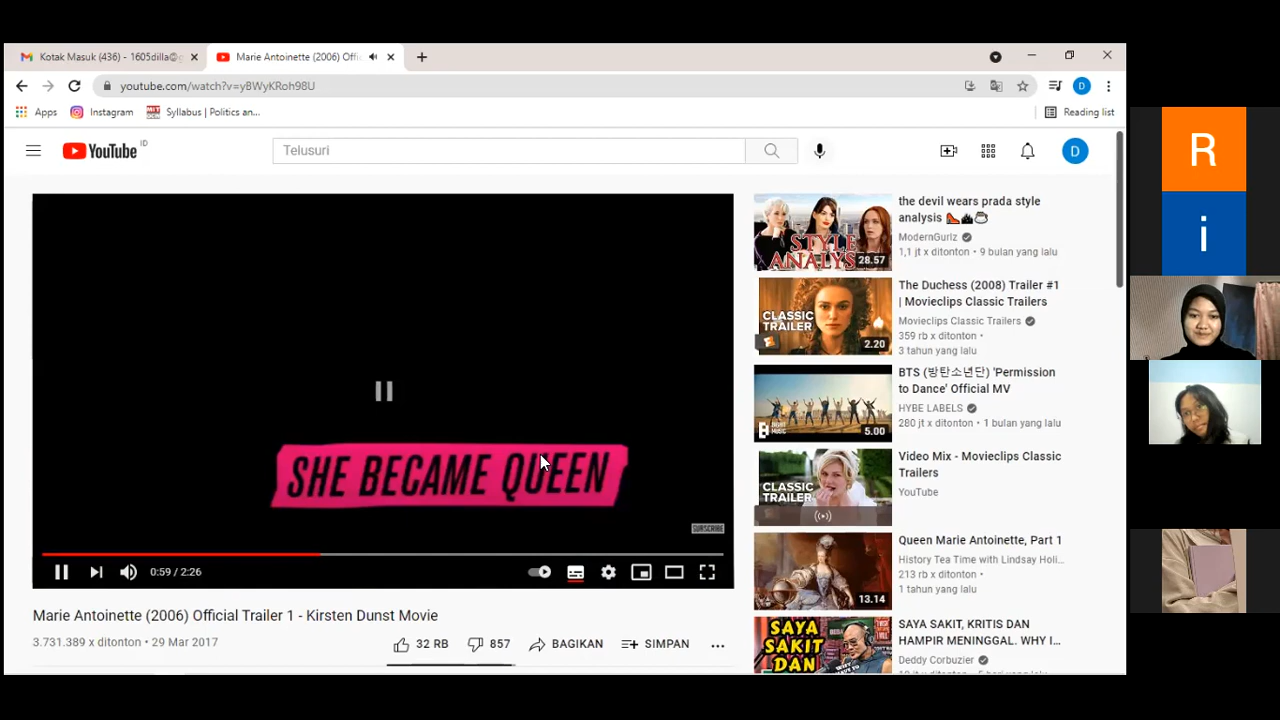 Kotak Masuk (436) - 1605dilla@g
Marie Antoinette (2006) Offic
youtube.com/watch?v=yBWyKRoh98U
D
Apps
Instagram
Syllabus | Politics an...
Reading list
YouTube ID
Telusuri
D
SHE BECAME QUEEN
SUBSCRIBE
0:59 / 2:26
Marie Antoinette (2006) Official Trailer 1 - Kirsten Dunst Movie
3.731.389 x ditonton • 29 Mar 2017
32 RB
857
BAGIKAN
SIMPAN
STYLE
ANALYSIS
28.57
the devil wears prada style
analysis
ModernGurlz
1,1 jt x ditonton • 9 bulan yang lalu
CLASSIC
TRAILER
2.20
The Duchess (2008) Trailer #1
| Movieclips Classic Trailers
Movieclips Classic Trailers
359 rb x ditonton •
3 tahun yang lalu
5.00
BTS (방탄소년단) 'Permission
to Dance' Official MV
HYBE LABELS
280 jt x ditonton • 1 bulan yang lalu
CLASSIC
TRAILER
Video Mix - Movieclips Classic
Trailers
YouTube
13.14
Queen Marie Antoinette, Part 1
History Tea Time with Lindsay Holi...
213 rb x ditonton •
1 tahun yang lalu
SAYA
SAKIT
DAN
SAYA SAKIT, KRITIS DAN
HAMPIR MENINGGAL. WHY I...
Deddy Corbuzier
R
i